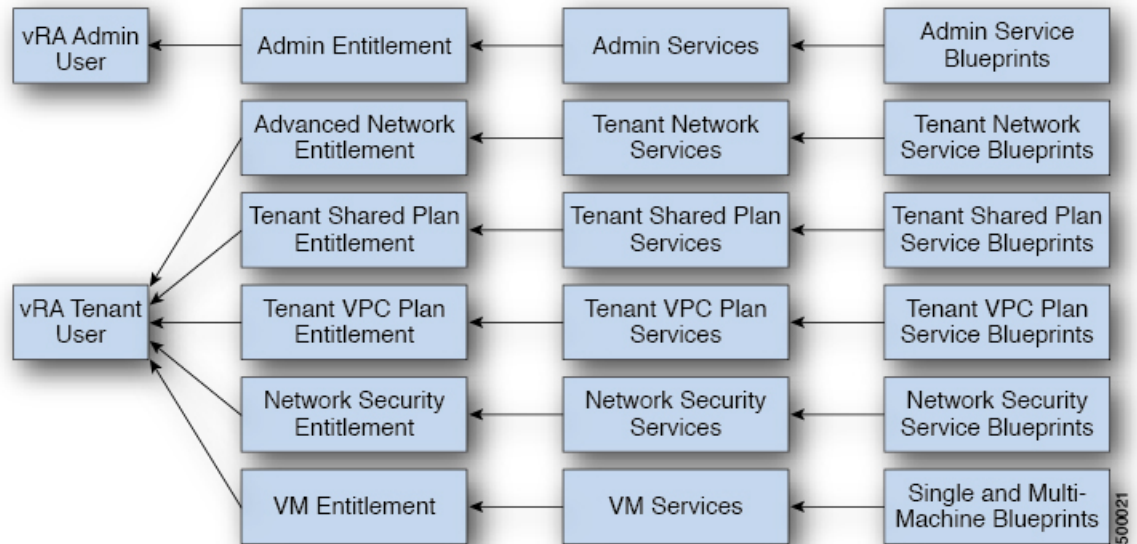 vRA Admin
User
Admin Entitlement
Admin Services
Admin Service
Blueprints
Advanced Network
Entitlement
Tenant Network
Services
Tenant Network
Service Blueprints
Tenant Shared Plan
Entitlement
Tenant Shared Plan
Services
Tenant Shared Plan
Service Blueprints
vRA Tenant
User
Tenant VPC Plan
Entitlement
Tenant VPC Plan
Services
Tenant VPC Plan
Service Blueprints
Network Security
Entitlement
Network Security
Services
Network Security
Service Blueprints
VM Entitlement
VM Services
Single and Multi-
Machine Blueprints
500021